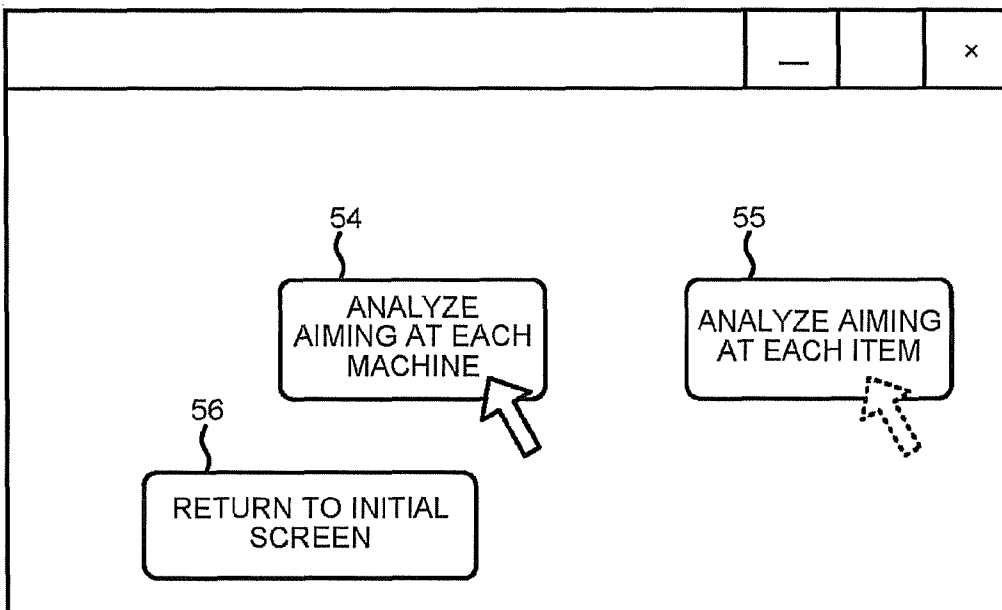 ×
54
55
ANALYZE
AIMING AT EACH
MACHINE
ANALYZE AIMING
AT EACH ITEM
56
RETURN TO INITIAL
SCREEN